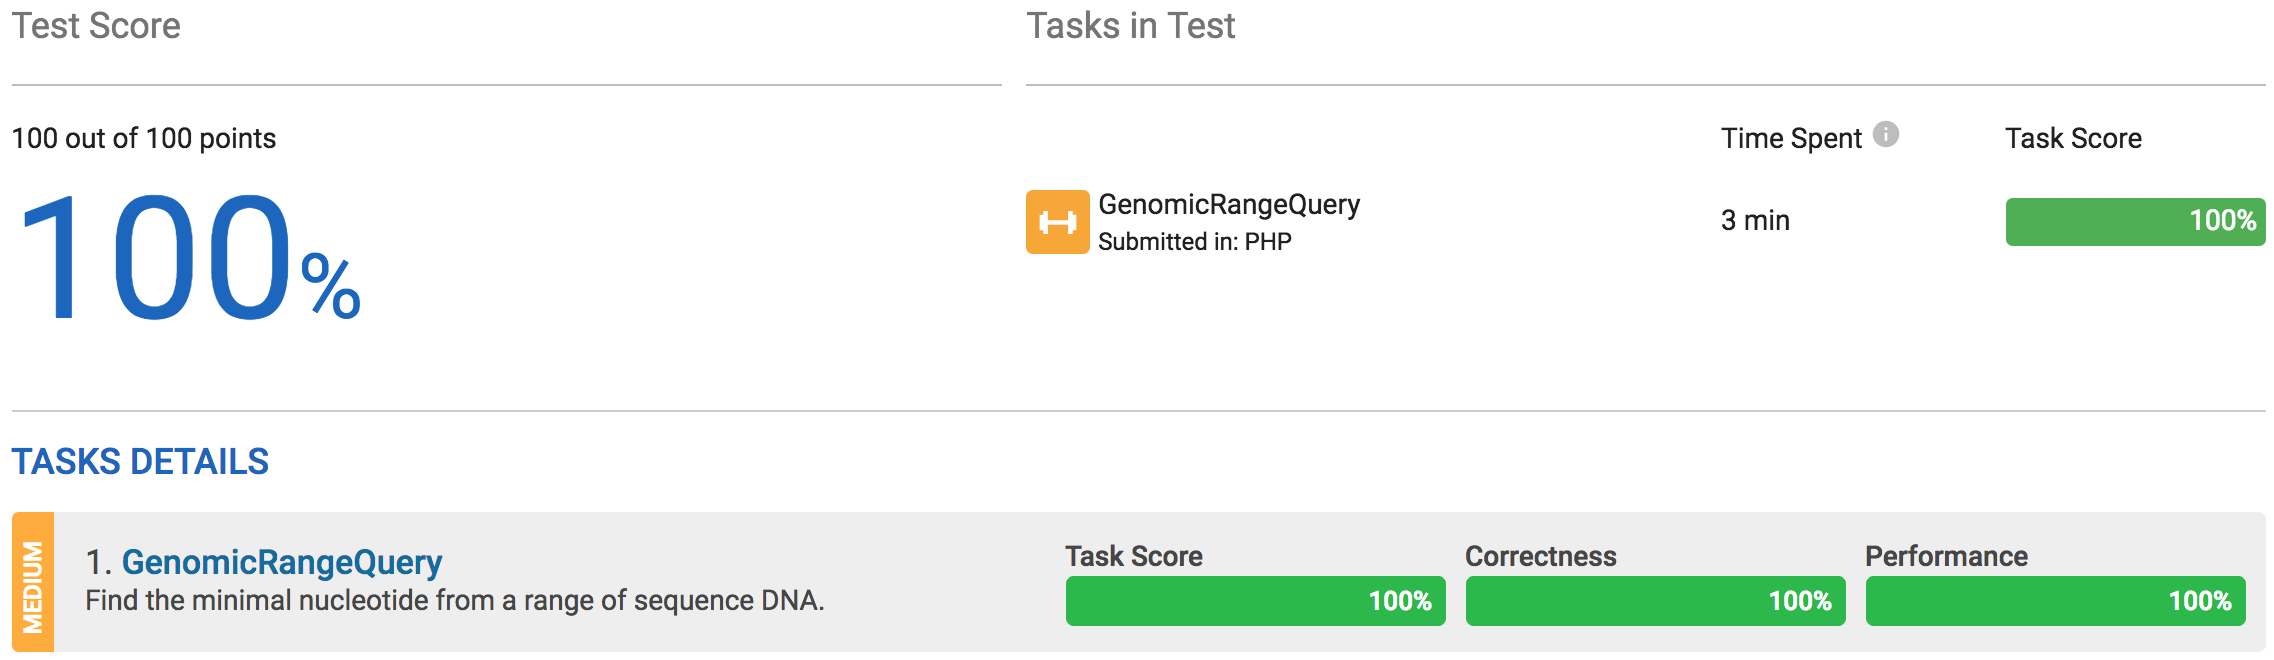 Test Score
100 out of 100 points
100%
Tasks in Test
Time Spent
Task Score
GenomicRangeQuery
Submitted in: PHP
3 min
100%
TASKS DETAILS
MEDIUM
1. GenomicRangeQuery
Find the minimal nucleotide from a range of sequence DNA.
Task Score
100%
Correctness
100%
Performance
100%